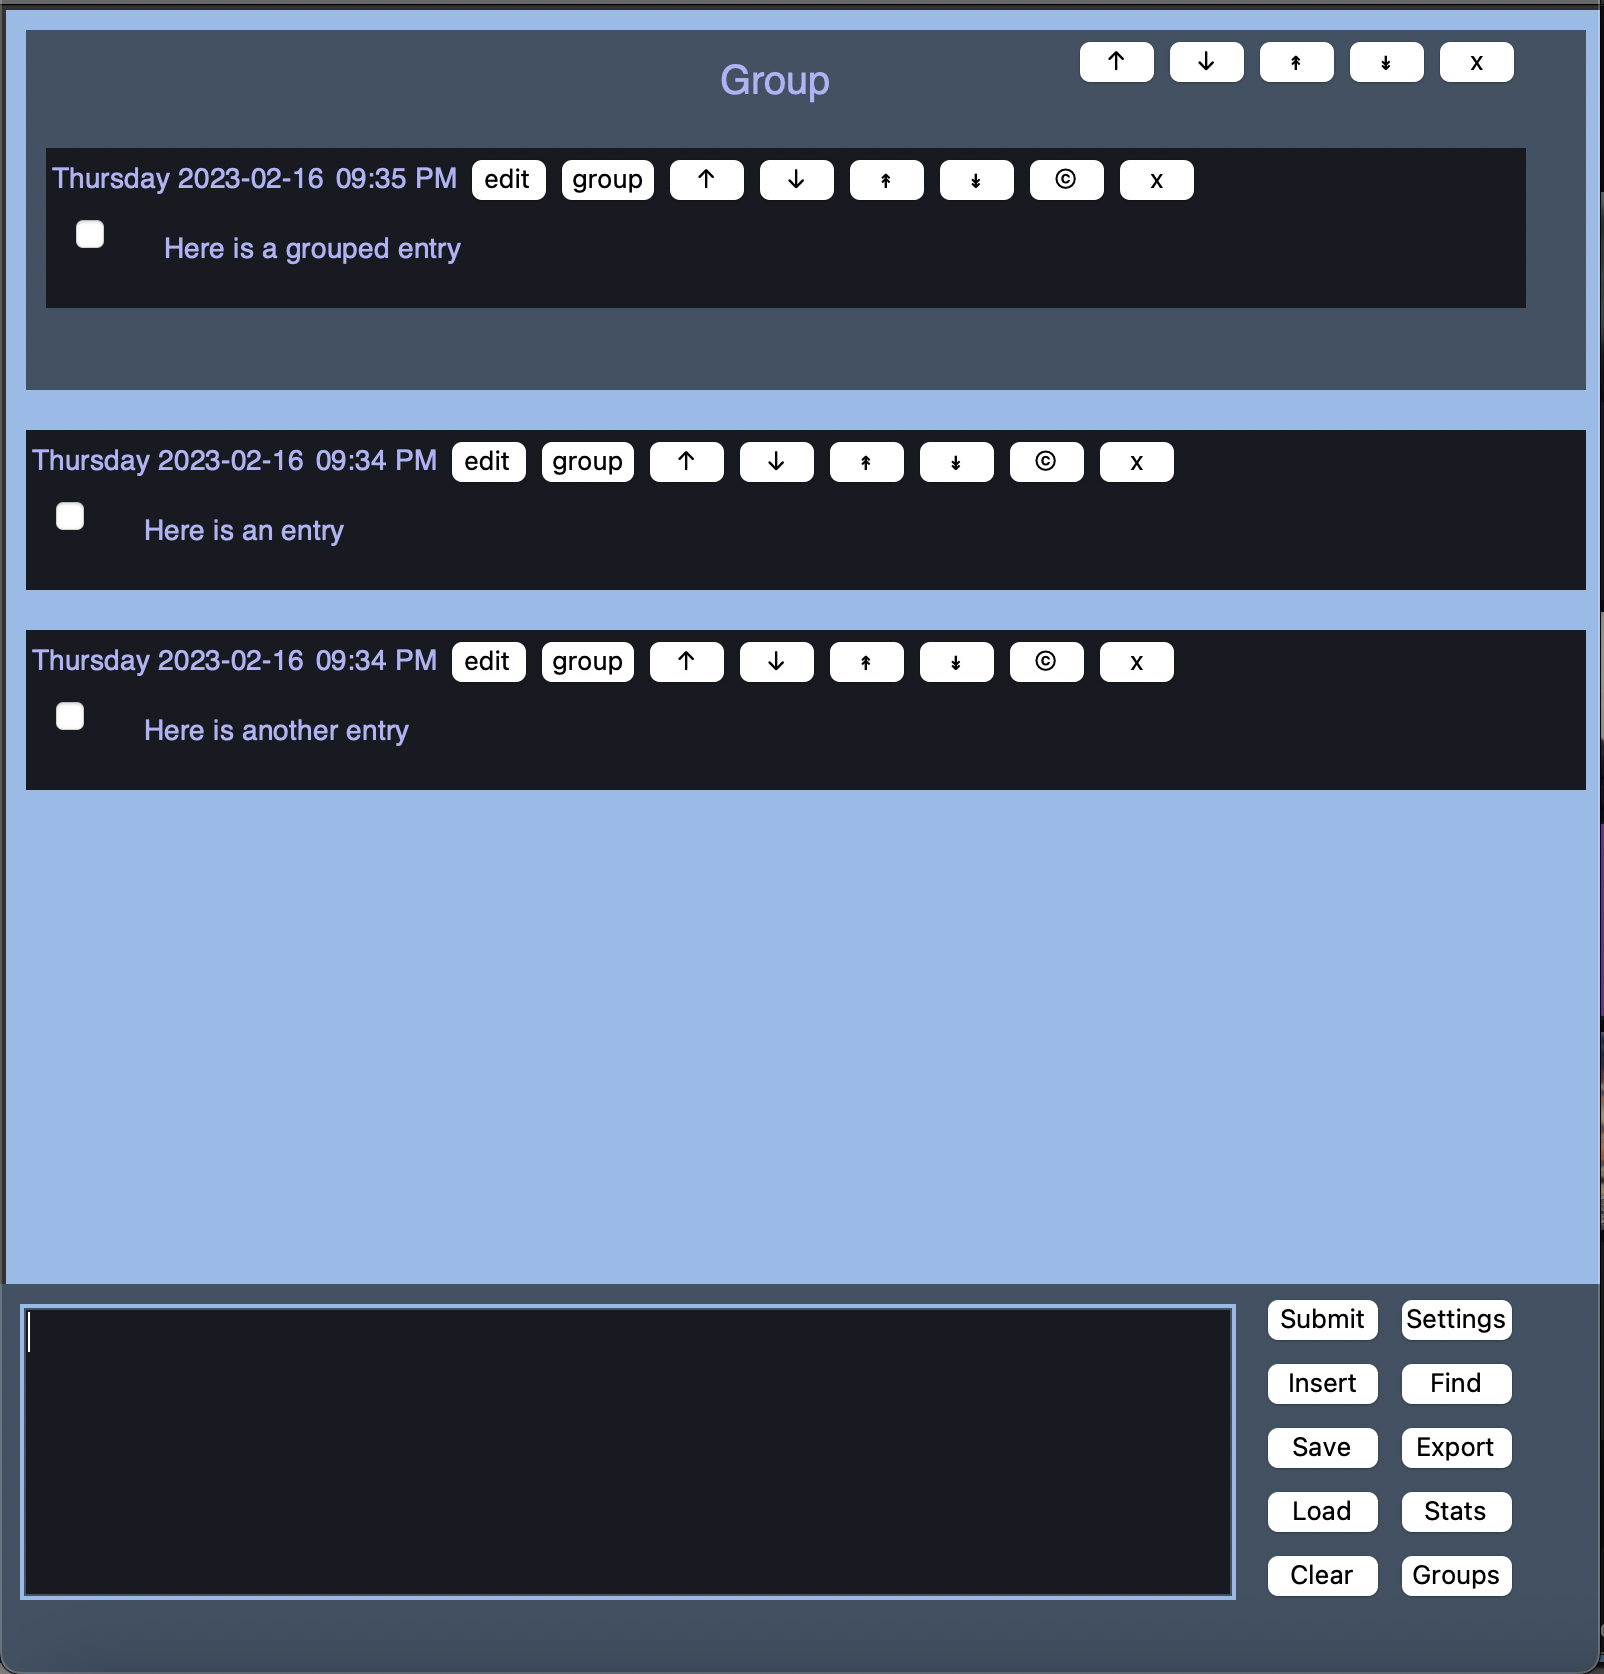 Group ↑ ↓ ↟ ↡ x
Thursday 2023-02-16 09:35 PM edit group ↑ ↓ ↟ ↡ © x
Here is a grouped entry
Thursday 2023-02-16 09:34 PM edit group ↑ ↓ ↟ ↡ © x
Here is an entry
Thursday 2023-02-16 09:34 PM edit group ↑ ↓ ↟ ↡ © x
Here is another entry
Submit Settings
Insert Find
Save Export
Load Stats
Clear Groups